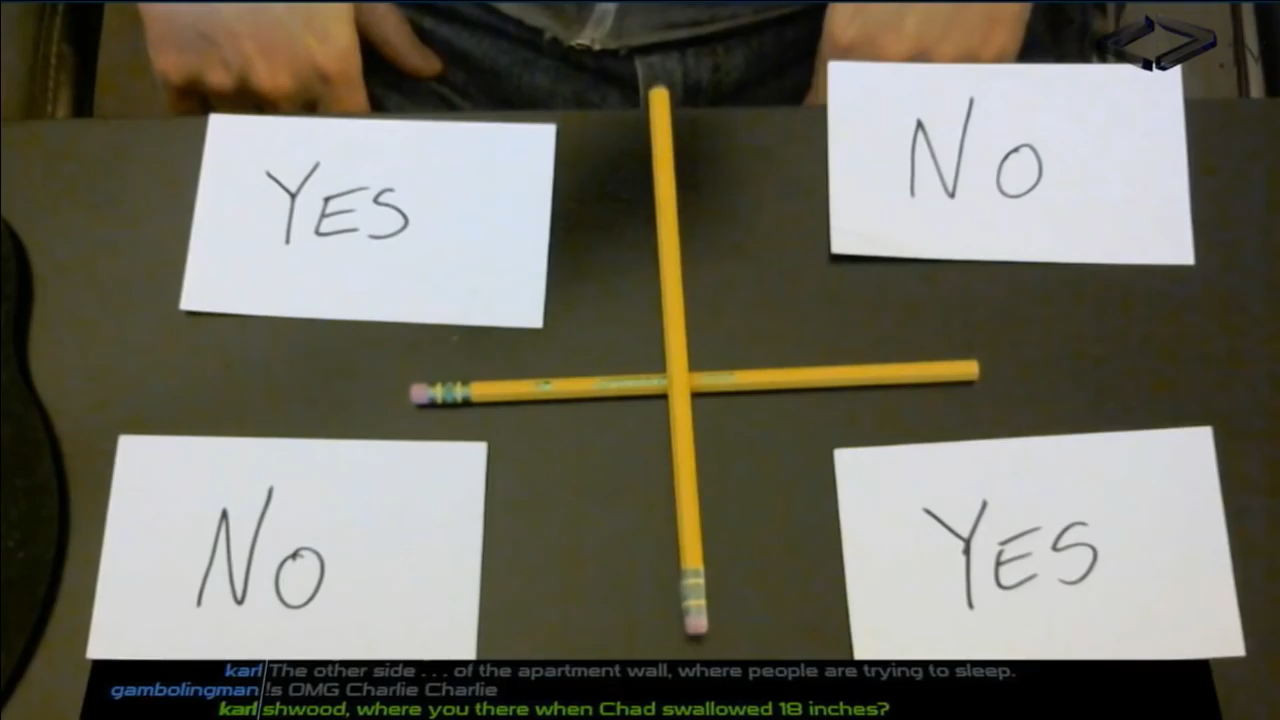 YES
NO
NO
YES
karl The other side . . . of the apartment wall, where people are trying to sleep.
gambolingman !s OMG Charlie Charlie
karl shwood, where you there when Chad swallowed 18 inches?